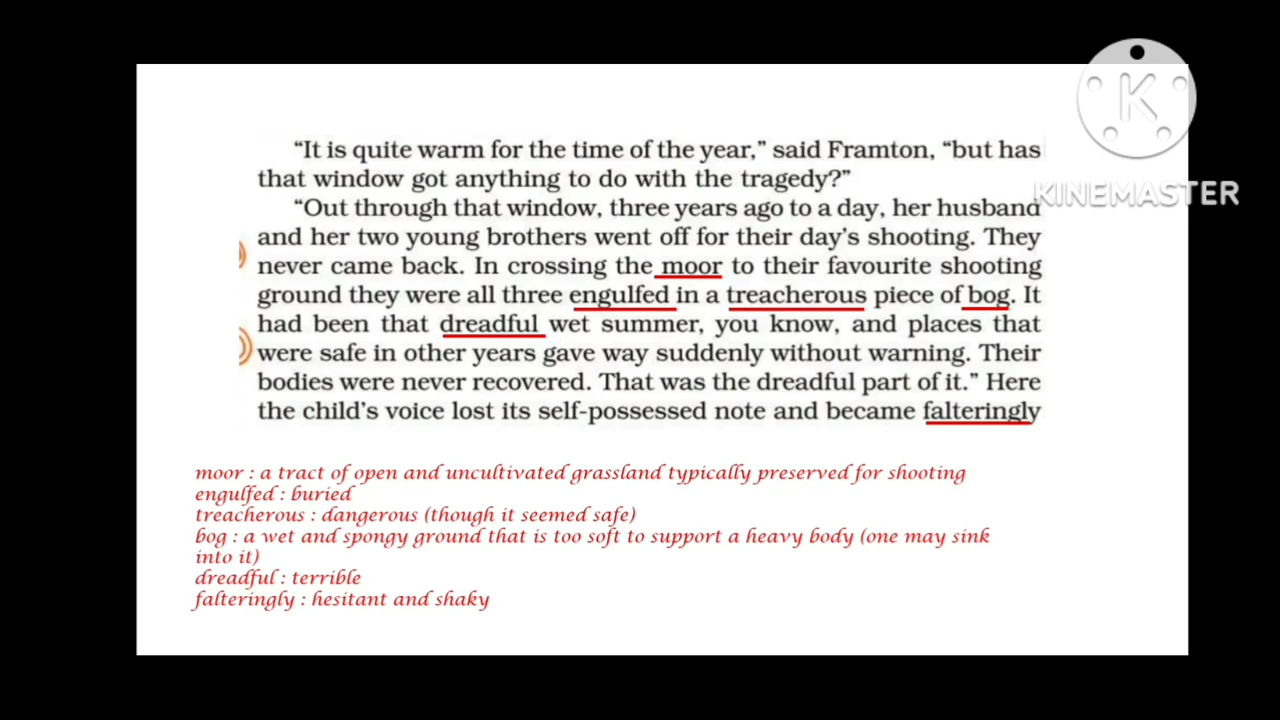 “It is quite warm for the time of the year,” said Framton, “but has
that window got anything to do with the tragedy?”
“Out through that window, three years ago to a day, her husband
and her two young brothers went off for their day’s shooting. They
never came back. In crossing the moor to their favourite shooting
ground they were all three engulfed in a treacherous piece of bog. It
had been that dreadful wet summer, you know, and places that
were safe in other years gave way suddenly without warning. Their
bodies were never recovered. That was the dreadful part of it.” Here
the child’s voice lost its self-possessed note and became falteringly
moor : a tract of open and uncultivated grassland typically preserved for shooting
engulfed : buried
treacherous : dangerous (though it seemed safe)
bog : a wet and spongy ground that is too soft to support a heavy body (one may sink
into it)
dreadful : terrible
falteringly : hesitant and shaky
K
KINEMASTER